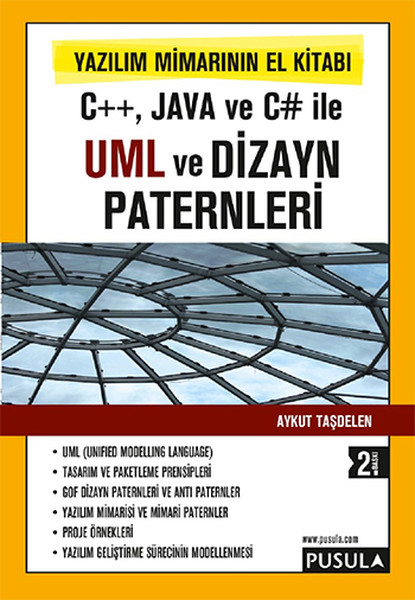 YAZILIM MİMARININ EL KİTABI
C++, JAVA ve C# ile
UML ve DİZAYN
PATERNLERİ
AYKUT TAŞDELEN
• UML (UNIFIED MODELLING LANGUAGE)
• TASARIM VE PAKETLEME PRENSİPLERİ
• GOF DİZAYN PATERNLERİ VE ANTI PATERNLER
• YAZILIM MİMARİSİ VE MİMARİ PATERNLER
• PROJE ÖRNEKLERİ
• YAZILIM GELİŞTİRME SÜRECİNİN MODELLENMESİ
2. BASKI
www.pusula.com
PUSULA